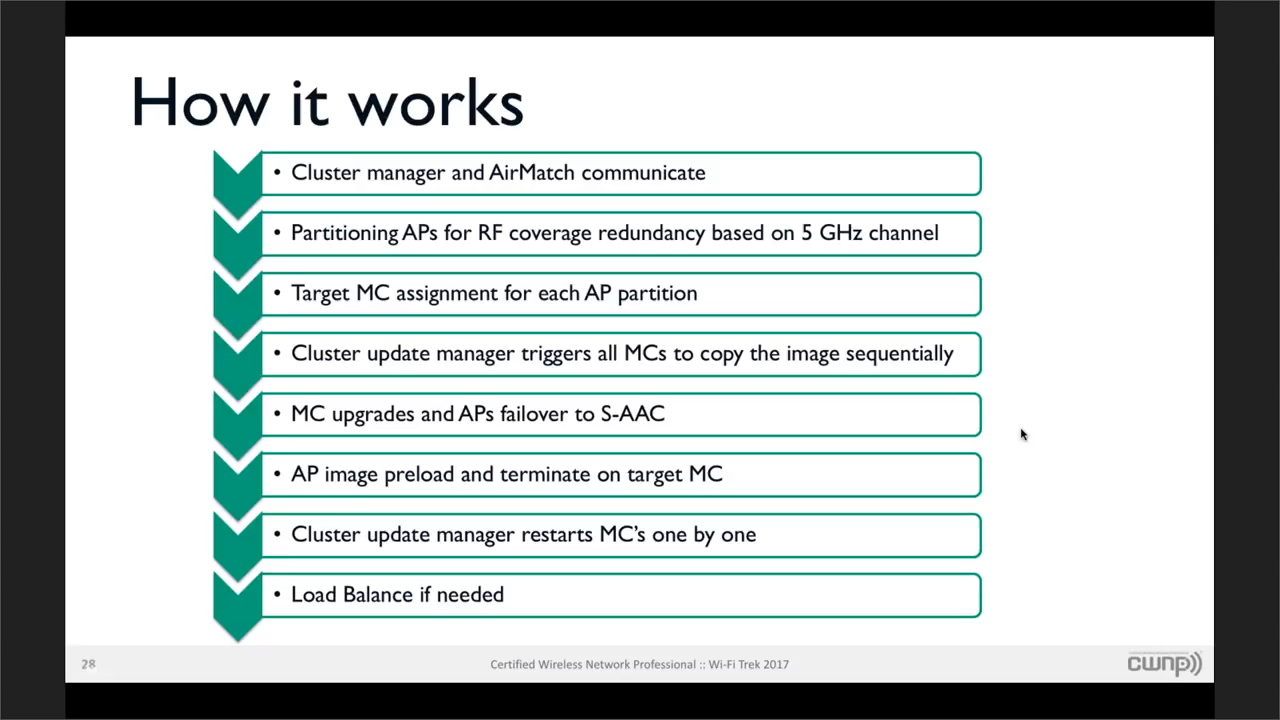 How it works
• Cluster manager and AirMatch communicate
• Partitioning APs for RF coverage redundancy based on 5 GHz channel
• Target MC assignment for each AP partition
• Cluster update manager triggers all MCs to copy the image sequentially
• MC upgrades and APs failover to S-AAC
• AP image preload and terminate on target MC
• Cluster update manager restarts MC’s one by one
• Load Balance if needed
28
Certified Wireless Network Professional :: Wi-Fi Trek 2017
cwnp